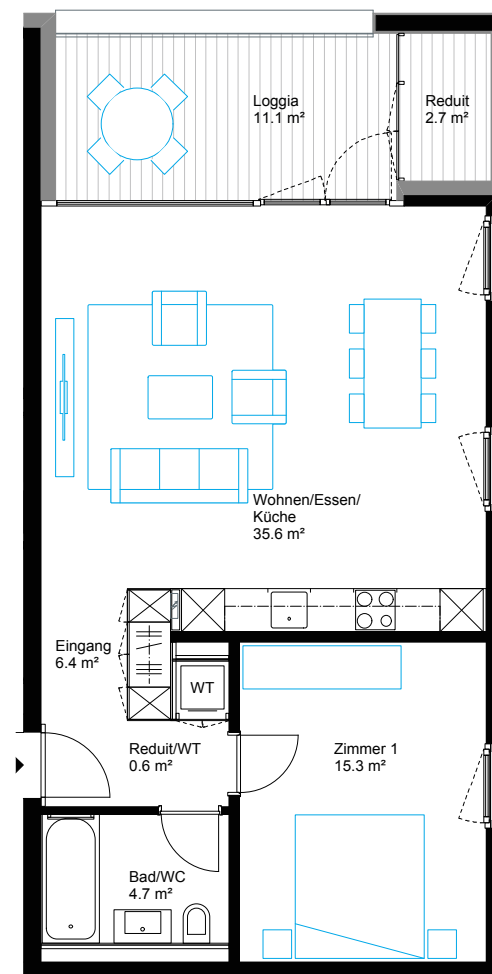 Loggia
11.1 m²
Reduit
2.7 m²
Wohnen/Essen/
Küche
35.6 m²
Eingang
6.4 m²
WT
Reduit/WT
0.6 m²
Zimmer 1
15.3 m²
Bad/WC
4.7 m²